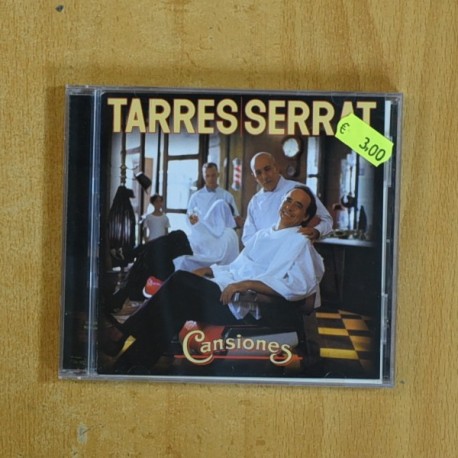 TARRES SERRAT
€ 3,00
Cansiones